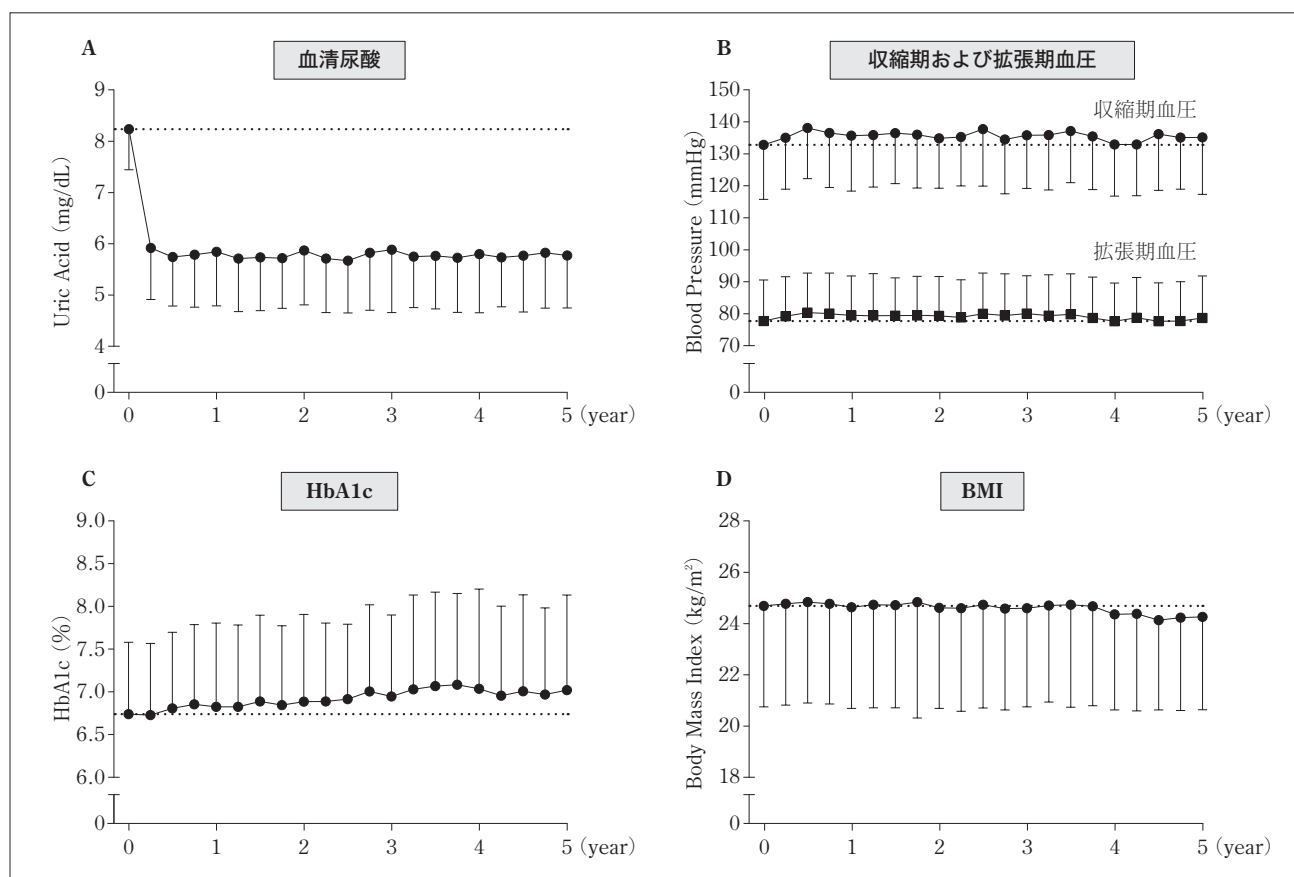 A
血清尿酸
Uric Acid (mg/dL)
9
8
7
6
5
4
0
0 1 2 3 4 5 (year)
B
収縮期および拡張期血圧
Blood Pressure (mmHg)
150
140
130
120
110
100
90
80
70
0
収縮期血圧
拡張期血圧
0 1 2 3 4 5 (year)
C
HbA1c
HbA1c (%)
9.0
8.5
8.0
7.5
7.0
6.5
6.0
0
0 1 2 3 4 5 (year)
D
BMI
Body Mass Index (kg/m²)
28
26
24
22
20
18
0
0 1 2 3 4 5 (year)